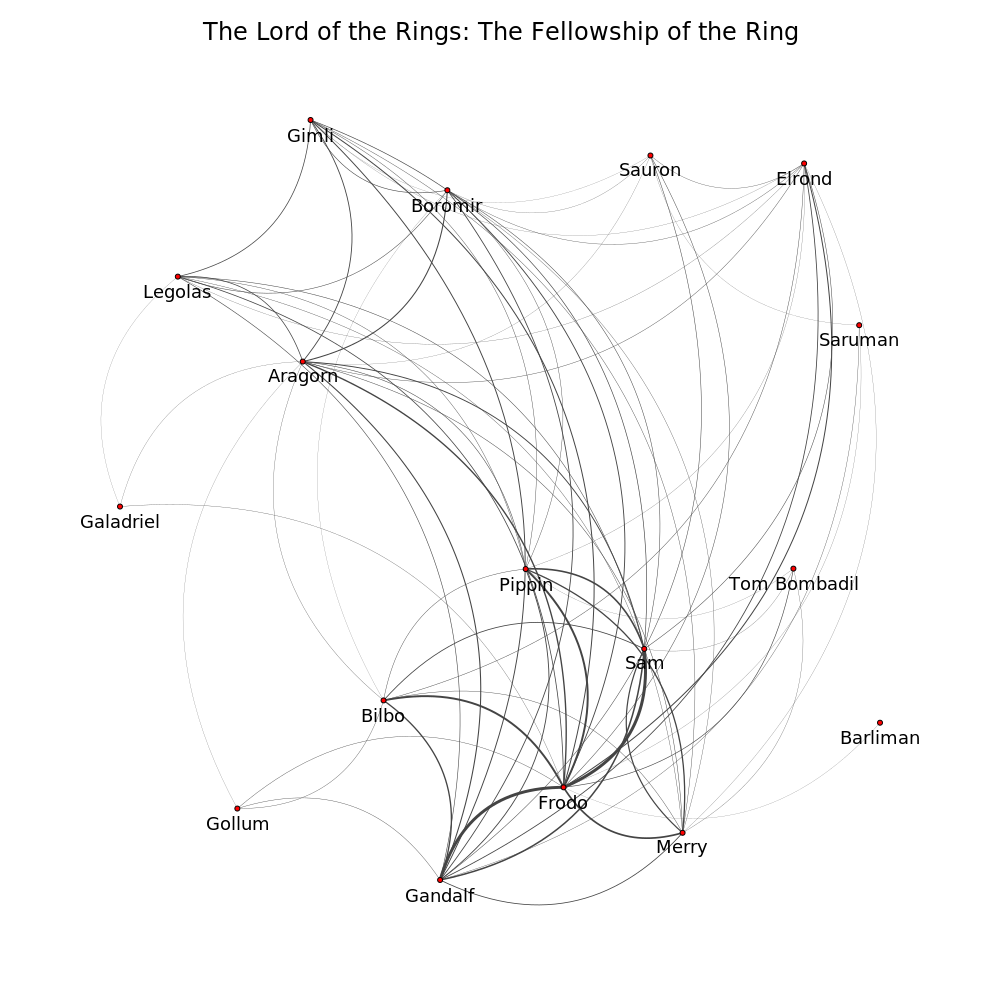 The Lord of the Rings: The Fellowship of the Ring
Gimli
Sauron
Elrond
Boromir
Legolas
Saruman
Aragorn
Galadriel
Pippin
Tom Bombadil
Sam
Bilbo
Barliman
Frodo
Gollum
Merry
Gandalf